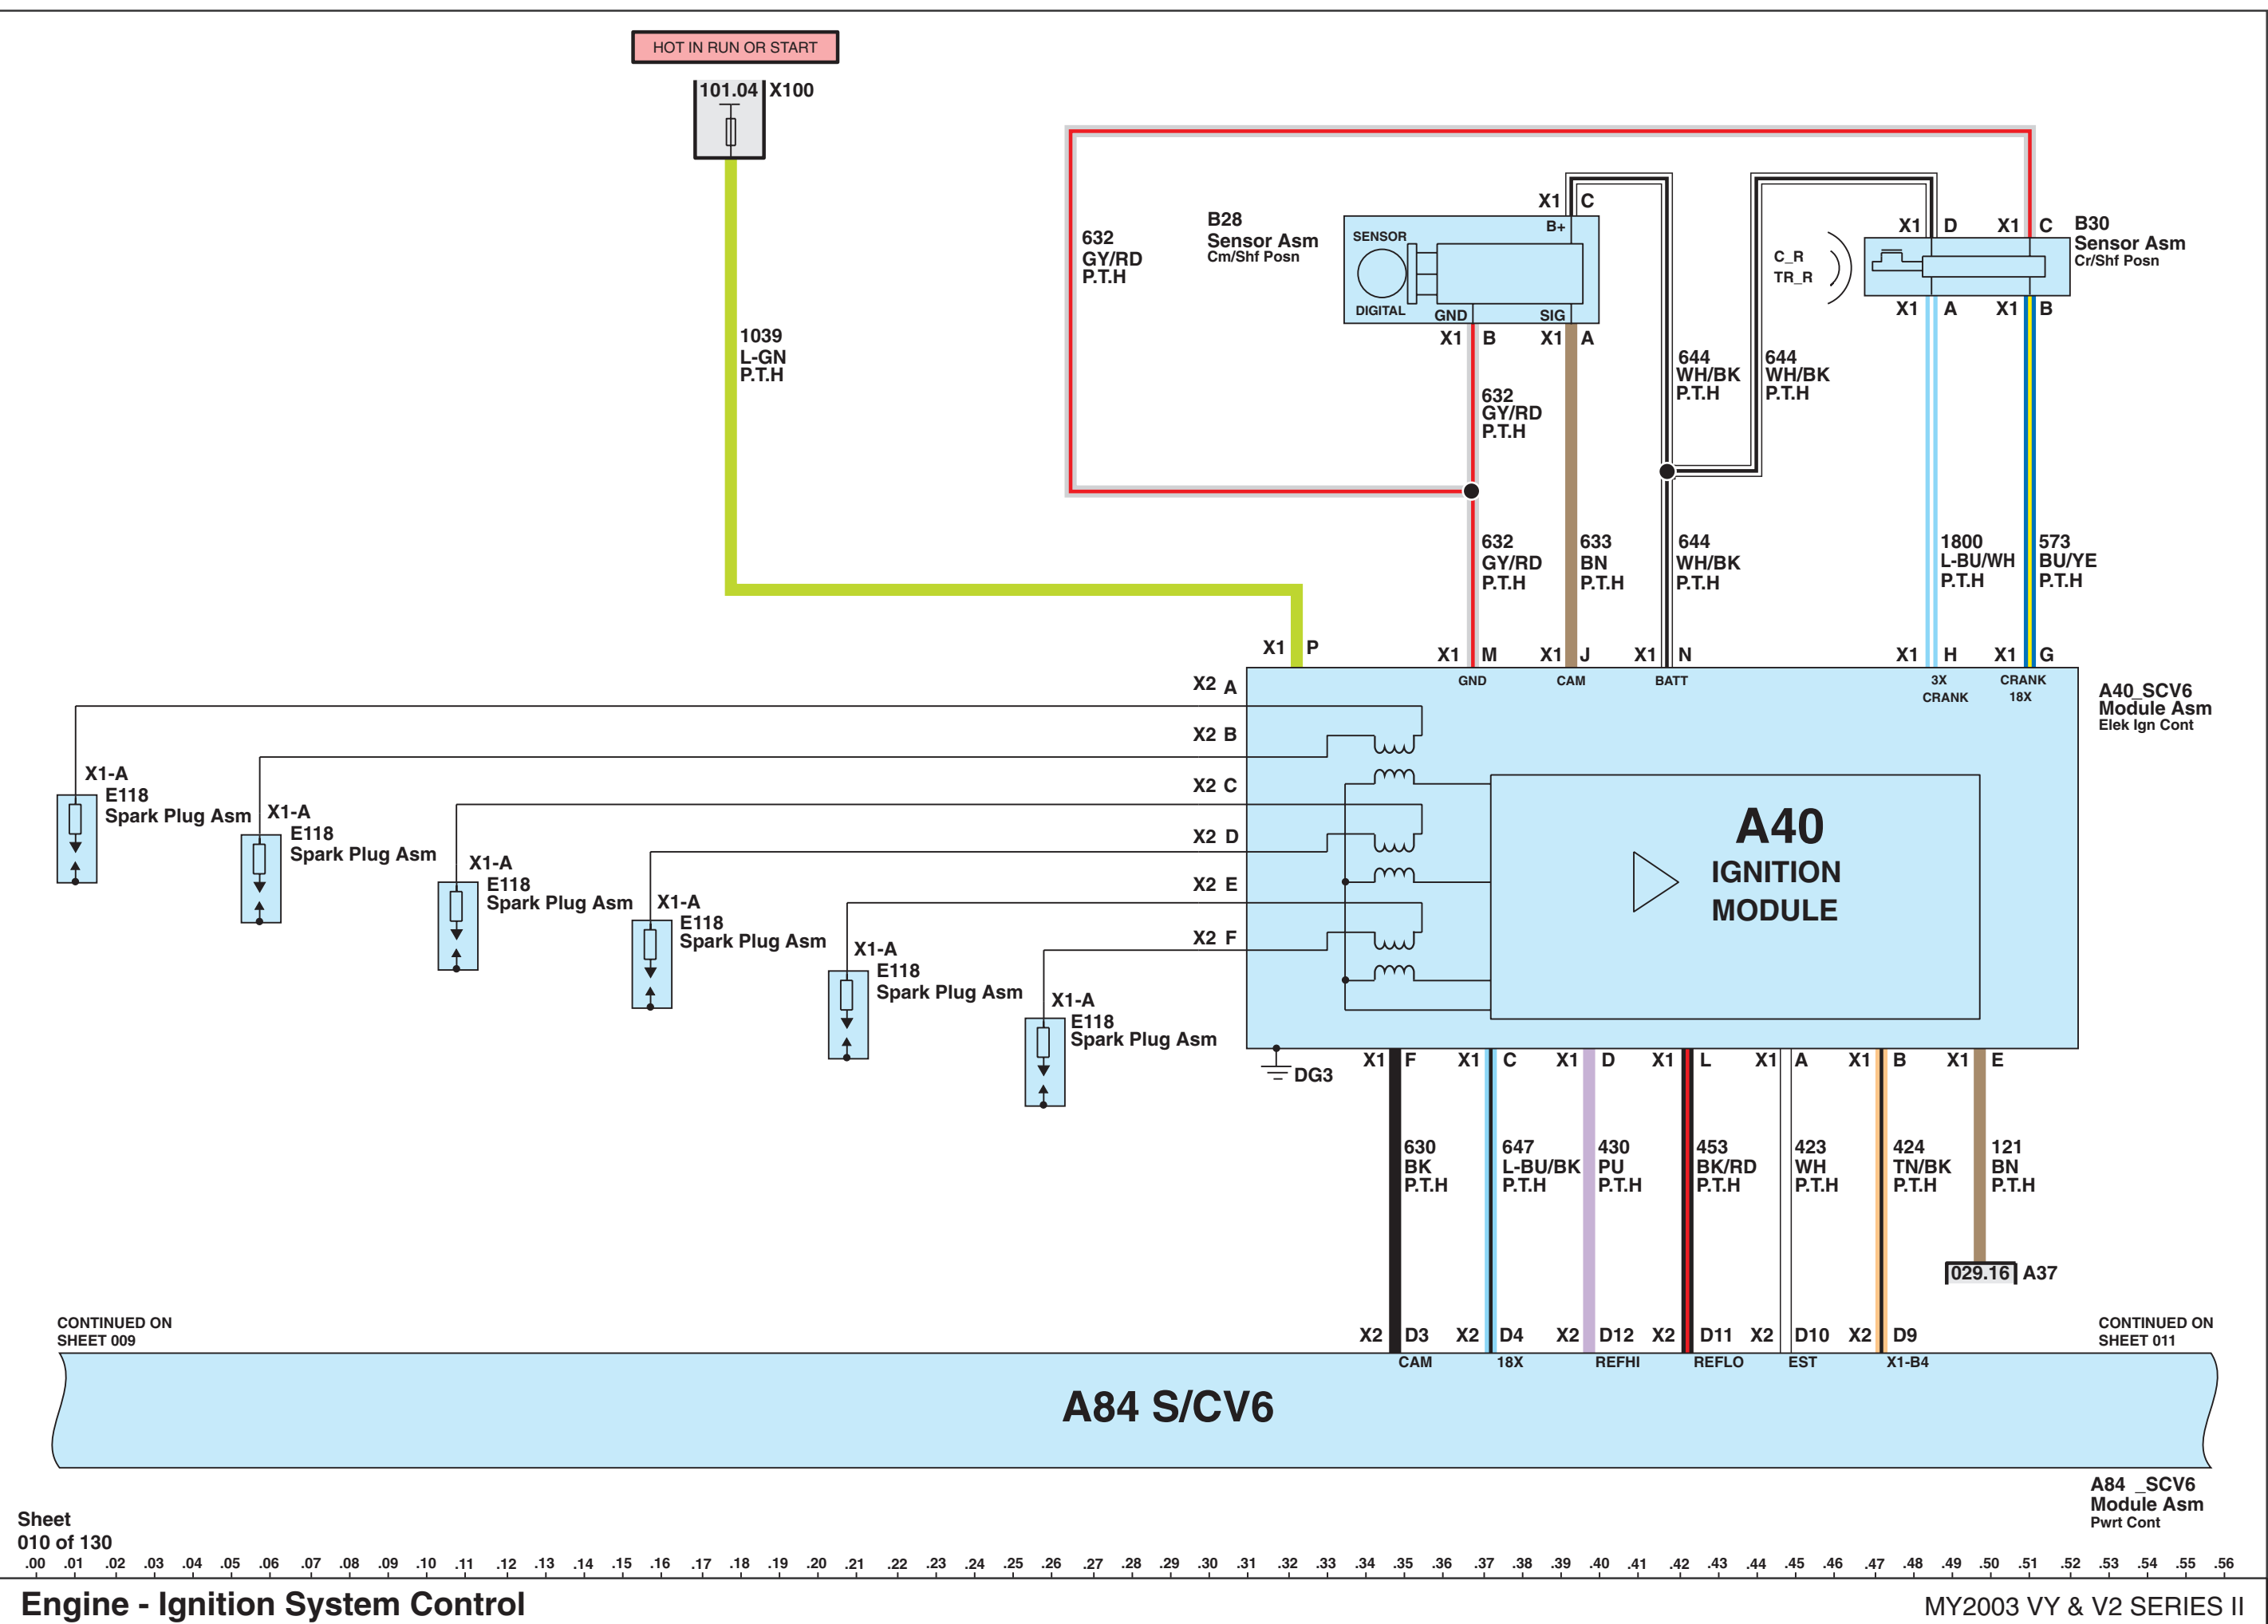 HOT IN RUN OR START
101.04 X100
1039
L-GN
P.T.H
632
GY/RD
P.T.H
B28
Sensor Asm
Cm/Shf Posn
X1 C
B+
SENSOR
DIGITAL
GND
SIG
X1 B
X1 A
632
GY/RD
P.T.H
644
WH/BK
P.T.H
644
WH/BK
P.T.H
C_R
TR_R
X1 D
X1 C
B30
Sensor Asm
Cr/Shf Posn
X1 A
X1 B
632
GY/RD
P.T.H
633
BN
P.T.H
644
WH/BK
P.T.H
1800
L-BU/WH
P.T.H
573
BU/YE
P.T.H
X1 P
X1 M
X1 J
X1 N
X1 H
X1 G
GND
CAM
BATT
3X
CRANK
CRANK
18X
A40_SCV6
Module Asm
Elek Ign Cont
X2 A
X2 B
X2 C
X2 D
X2 E
X2 F
A40
IGNITION
MODULE
X1-A
E118
Spark Plug Asm
X1-A
E118
Spark Plug Asm
X1-A
E118
Spark Plug Asm
X1-A
E118
Spark Plug Asm
X1-A
E118
Spark Plug Asm
X1-A
E118
Spark Plug Asm
DG3
X1 F
X1 C
X1 D
X1 L
X1 A
X1 B
X1 E
630
BK
P.T.H
647
L-BU/BK
P.T.H
430
PU
P.T.H
453
BK/RD
P.T.H
423
WH
P.T.H
424
TN/BK
P.T.H
121
BN
P.T.H
029.16 A37
CONTINUED ON
SHEET 009
X2 D3
X2 D4
X2 D12
X2 D11
X2 D10
X2 D9
CONTINUED ON
SHEET 011
CAM
18X
REFHI
REFLO
EST
X1-B4
A84 S/CV6
A84 _SCV6
Module Asm
Pwrt Cont
Sheet
010 of 130
.00 .01 .02 .03 .04 .05 .06 .07 .08 .09 .10 .11 .12 .13 .14 .15 .16 .17 .18 .19 .20 .21 .22 .23 .24 .25 .26 .27 .28 .29 .30 .31 .32 .33 .34 .35 .36 .37 .38 .39 .40 .41 .42 .43 .44 .45 .46 .47 .48 .49 .50 .51 .52 .53 .54 .55 .56
Engine - Ignition System Control
MY2003 VY & V2 SERIES II